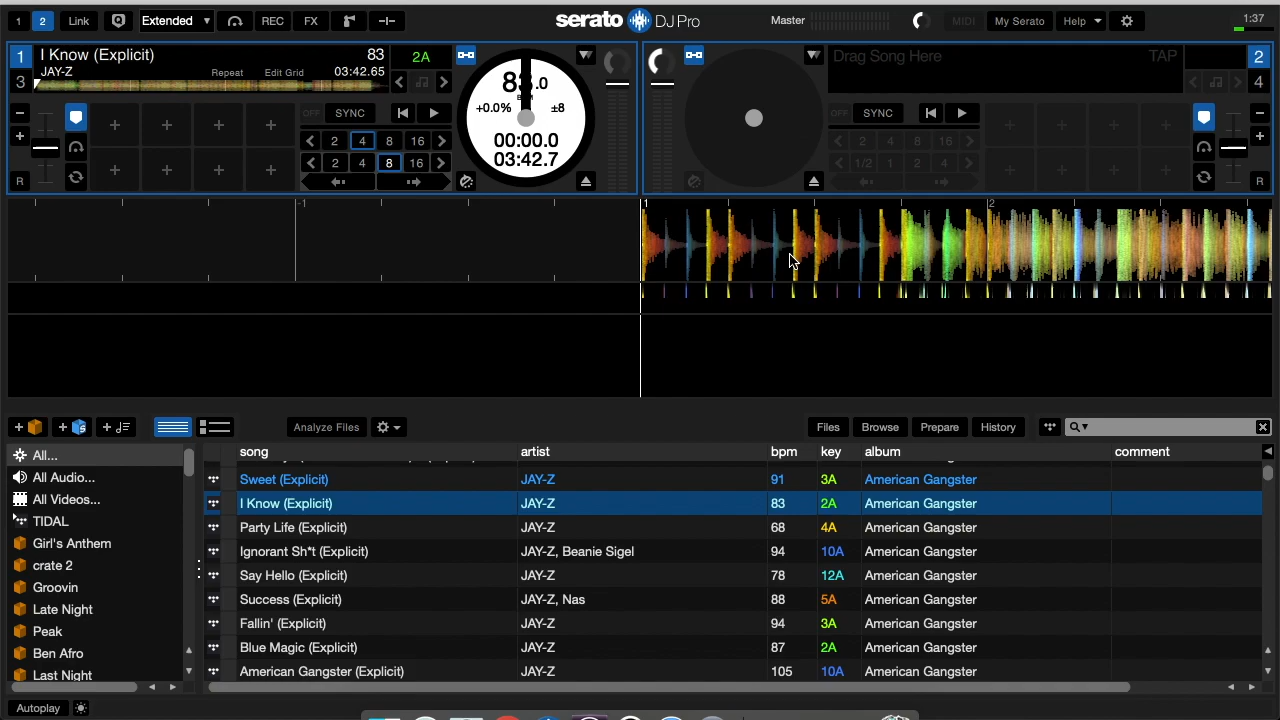 1 2 Link Extended REC FX serato DJ Pro Master MIDI My Serato Help 1:37
1 I Know (Explicit) 83 2A
3 JAY-Z Repeat Edit Grid 03:42.65
83.0
+0.0% ±8
00:00.0
03:42.7
OFF SYNC
2 4 8 16
2 4 8 16
R
Drag Song Here TAP 2
4
OFF SYNC
2 4 8 16
1/2 1 2 4
R
-1 1 2
Analyze Files Files Browse Prepare History
song artist bpm key album comment
All...
All Audio...
All Videos...
TIDAL
Girl's Anthem
crate 2
Groovin
Late Night
Peak
Ben Afro
Last Night
Sweet (Explicit) JAY-Z 91 3A American Gangster
I Know (Explicit) JAY-Z 83 2A American Gangster
Party Life (Explicit) JAY-Z 68 4A American Gangster
Ignorant Sh*t (Explicit) JAY-Z, Beanie Sigel 94 10A American Gangster
Say Hello (Explicit) JAY-Z 78 12A American Gangster
Success (Explicit) JAY-Z, Nas 88 5A American Gangster
Fallin' (Explicit) JAY-Z 94 3A American Gangster
Blue Magic (Explicit) JAY-Z 87 2A American Gangster
American Gangster (Explicit) JAY-Z 105 10A American Gangster
Autoplay